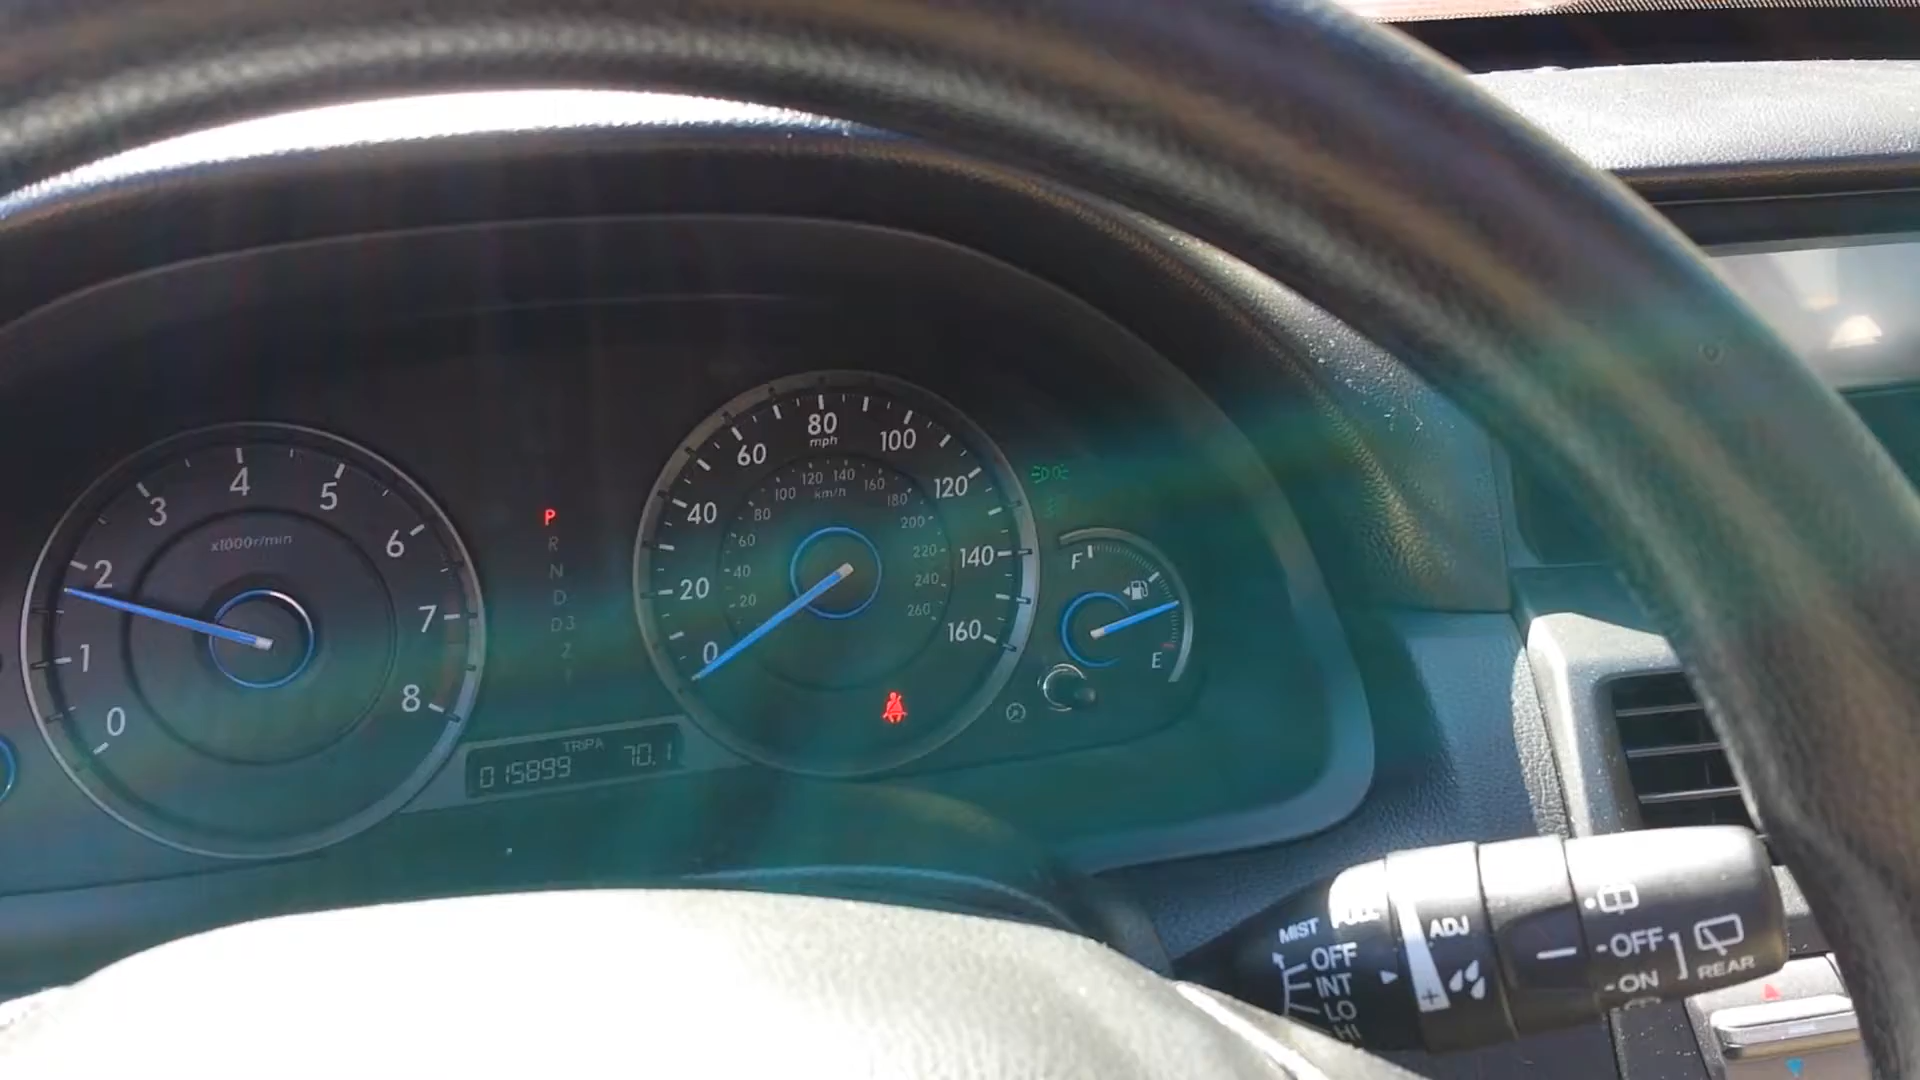 0
1
2
3
4
5
6
7
8
x1000r/min
P
R
N
D
D3
2
1
0
20
40
60
80
100
120
140
160
mph
km/h
20
40
60
80
100
120
140
160
180
200
220
240
260
F
E
TRIP A
015899 70.1
MIST
OFF
INT
LO
HI
ADJ
+
OFF
ON
REAR